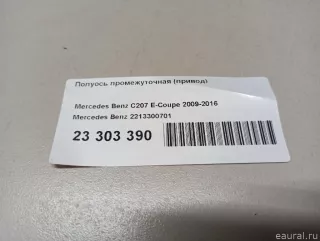 Полуось промежуточная (привод)
Mercedes Benz C207 E-Coupe 2009-2016
Mercedes Benz 2213300701
23 303 390
eaural.ru